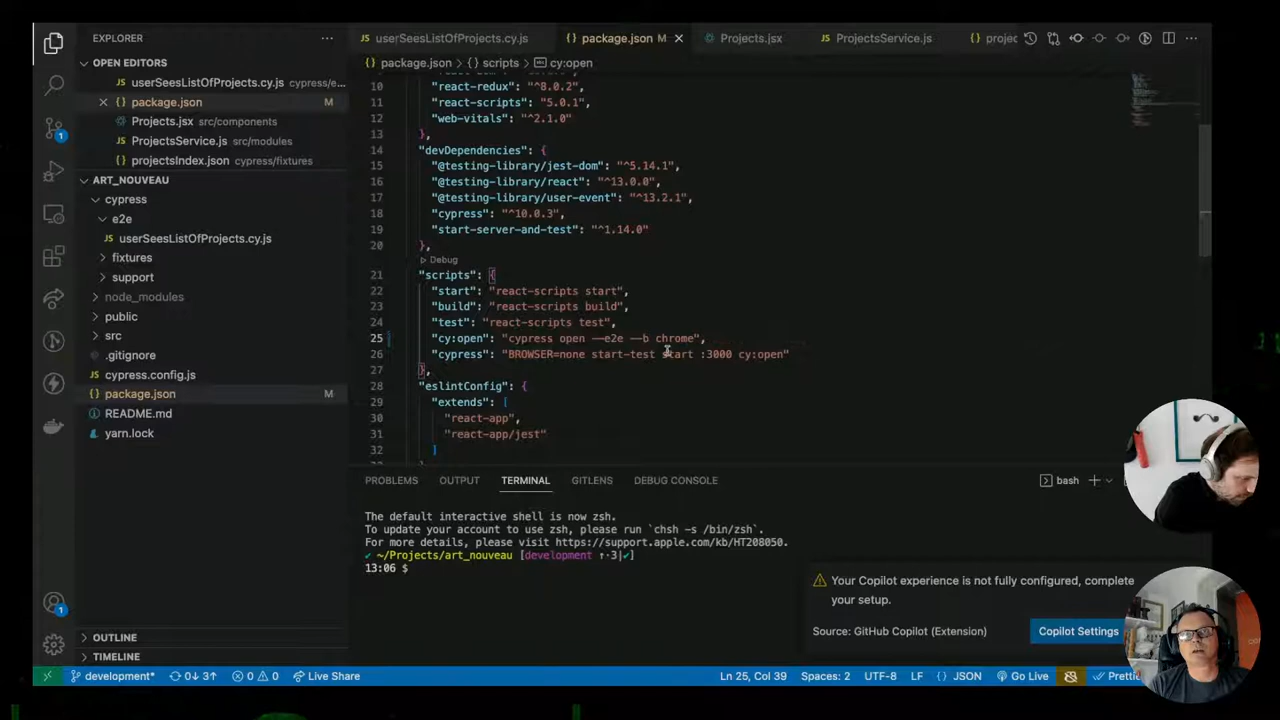 EXPLORER
OPEN EDITORS
userSeesListOfProjects.cy.js cypress/e...
package.json M
Projects.jsx src/components
ProjectsService.js src/modules
projectsIndex.json cypress/fixtures
ART_NOUVEAU
cypress
e2e
userSeesListOfProjects.cy.js
fixtures
support
node_modules
public
src
.gitignore
cypress.config.js
package.json M
README.md
yarn.lock
OUTLINE
TIMELINE
userSeesListOfProjects.cy.js package.json M Projects.jsx ProjectsService.js projec
package.json > {} scripts > cy:open
10 "react-redux": "^8.0.2",
11 "react-scripts": "5.0.1",
12 "web-vitals": "^2.1.0"
13 },
14 "devDependencies": {
15 "@testing-library/jest-dom": "^5.14.1",
16 "@testing-library/react": "^13.0.0",
17 "@testing-library/user-event": "^13.2.1",
18 "cypress": "^10.0.3",
19 "start-server-and-test": "^1.14.0"
20 },
Debug
21 "scripts": {
22 "start": "react-scripts start",
23 "build": "react-scripts build",
24 "test": "react-scripts test",
25 "cy:open": "cypress open --e2e --b chrome",
26 "cypress": "BROWSER=none start-test start :3000 cy:open"
27 },
28 "eslintConfig": {
29 "extends": [
30 "react-app",
31 "react-app/jest"
32 ]
PROBLEMS OUTPUT TERMINAL GITLENS DEBUG CONSOLE bash
The default interactive shell is now zsh.
To update your account to use zsh, please run `chsh -s /bin/zsh`.
For more details, please visit https://support.apple.com/kb/HT208050.
✔ ~/Projects/art_nouveau [development ↑·3|✔]
13:06 $
Your Copilot experience is not fully configured, complete
your setup.
Source: GitHub Copilot (Extension) Copilot Settings
development* 0↓ 3↑ 0 0 Live Share Ln 25, Col 39 Spaces: 2 UTF-8 LF {} JSON Go Live Prettie